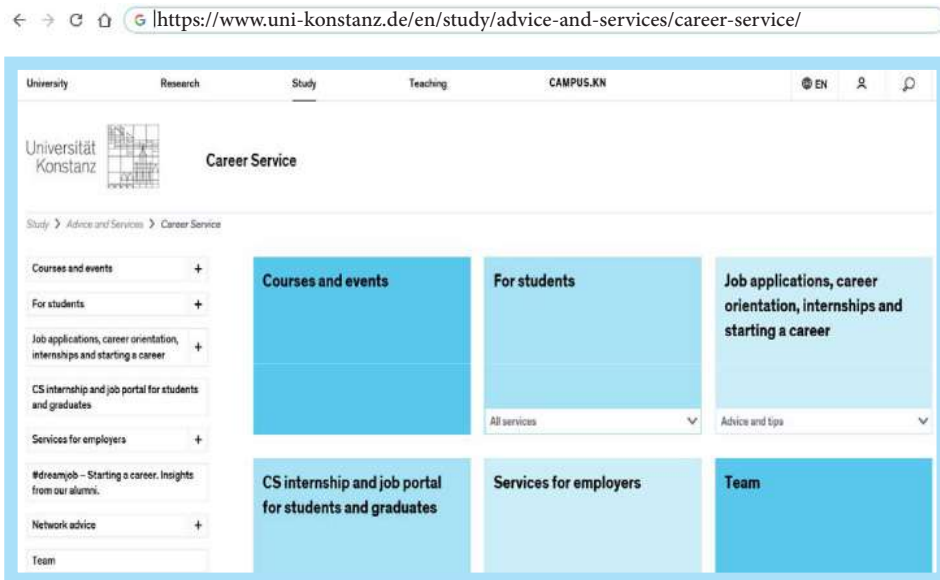 https://www.uni-konstanz.de/en/study/advice-and-services/career-service/
University Research Study Teaching CAMPUS.KN EN
Universität
Konstanz
Career Service
Study > Advice and Services > Career Service
Courses and events +
For students +
Job applications, career orientation,
internships and starting a career +
CS internship and job portal for students
and graduates
Services for employers +
#dreamjob – Starting a career. Insights
from our alumni.
Network advice +
Team
Courses and events
For students
All services
Job applications, career
orientation, internships and
starting a career
Advice and tips
CS internship and job portal
for students and graduates
Services for employers
Team